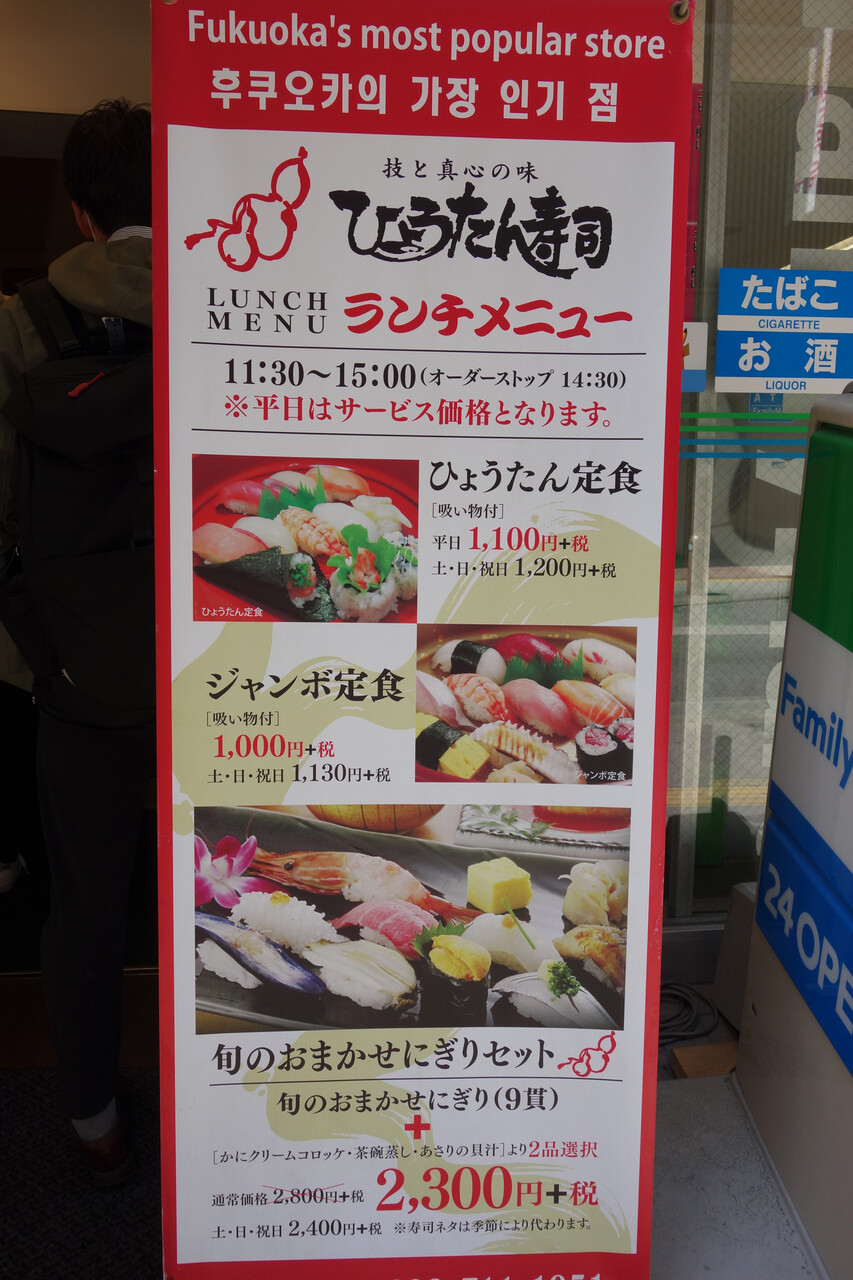 Fukuoka's most popular store
후쿠오카의 가장 인기 점
技と真心の味
ひょうたん寿司
LUNCH MENU
ランチメニュー
11:30〜15:00(オーダーストップ 14:30)
※平日はサービス価格となります。
ひょうたん定食
[吸い物付]
平日 1,100円+税
土・日・祝日 1,200円+税
ひょうたん定食
ジャンボ定食
[吸い物付]
1,000円+税
土・日・祝日 1,130円+税
ジャンボ定食
旬のおまかせにぎりセット
旬のおまかせにぎり(9貫)
+
[かにクリームコロッケ・茶碗蒸し・あさりの貝汁]より2品選択
通常価格 2,800円+税 2,300円+税
土・日・祝日 2,400円+税 ※寿司ネタは季節により代わります。
たばこ
CIGARETTE
お酒
LIQUOR
Family
24 OPE